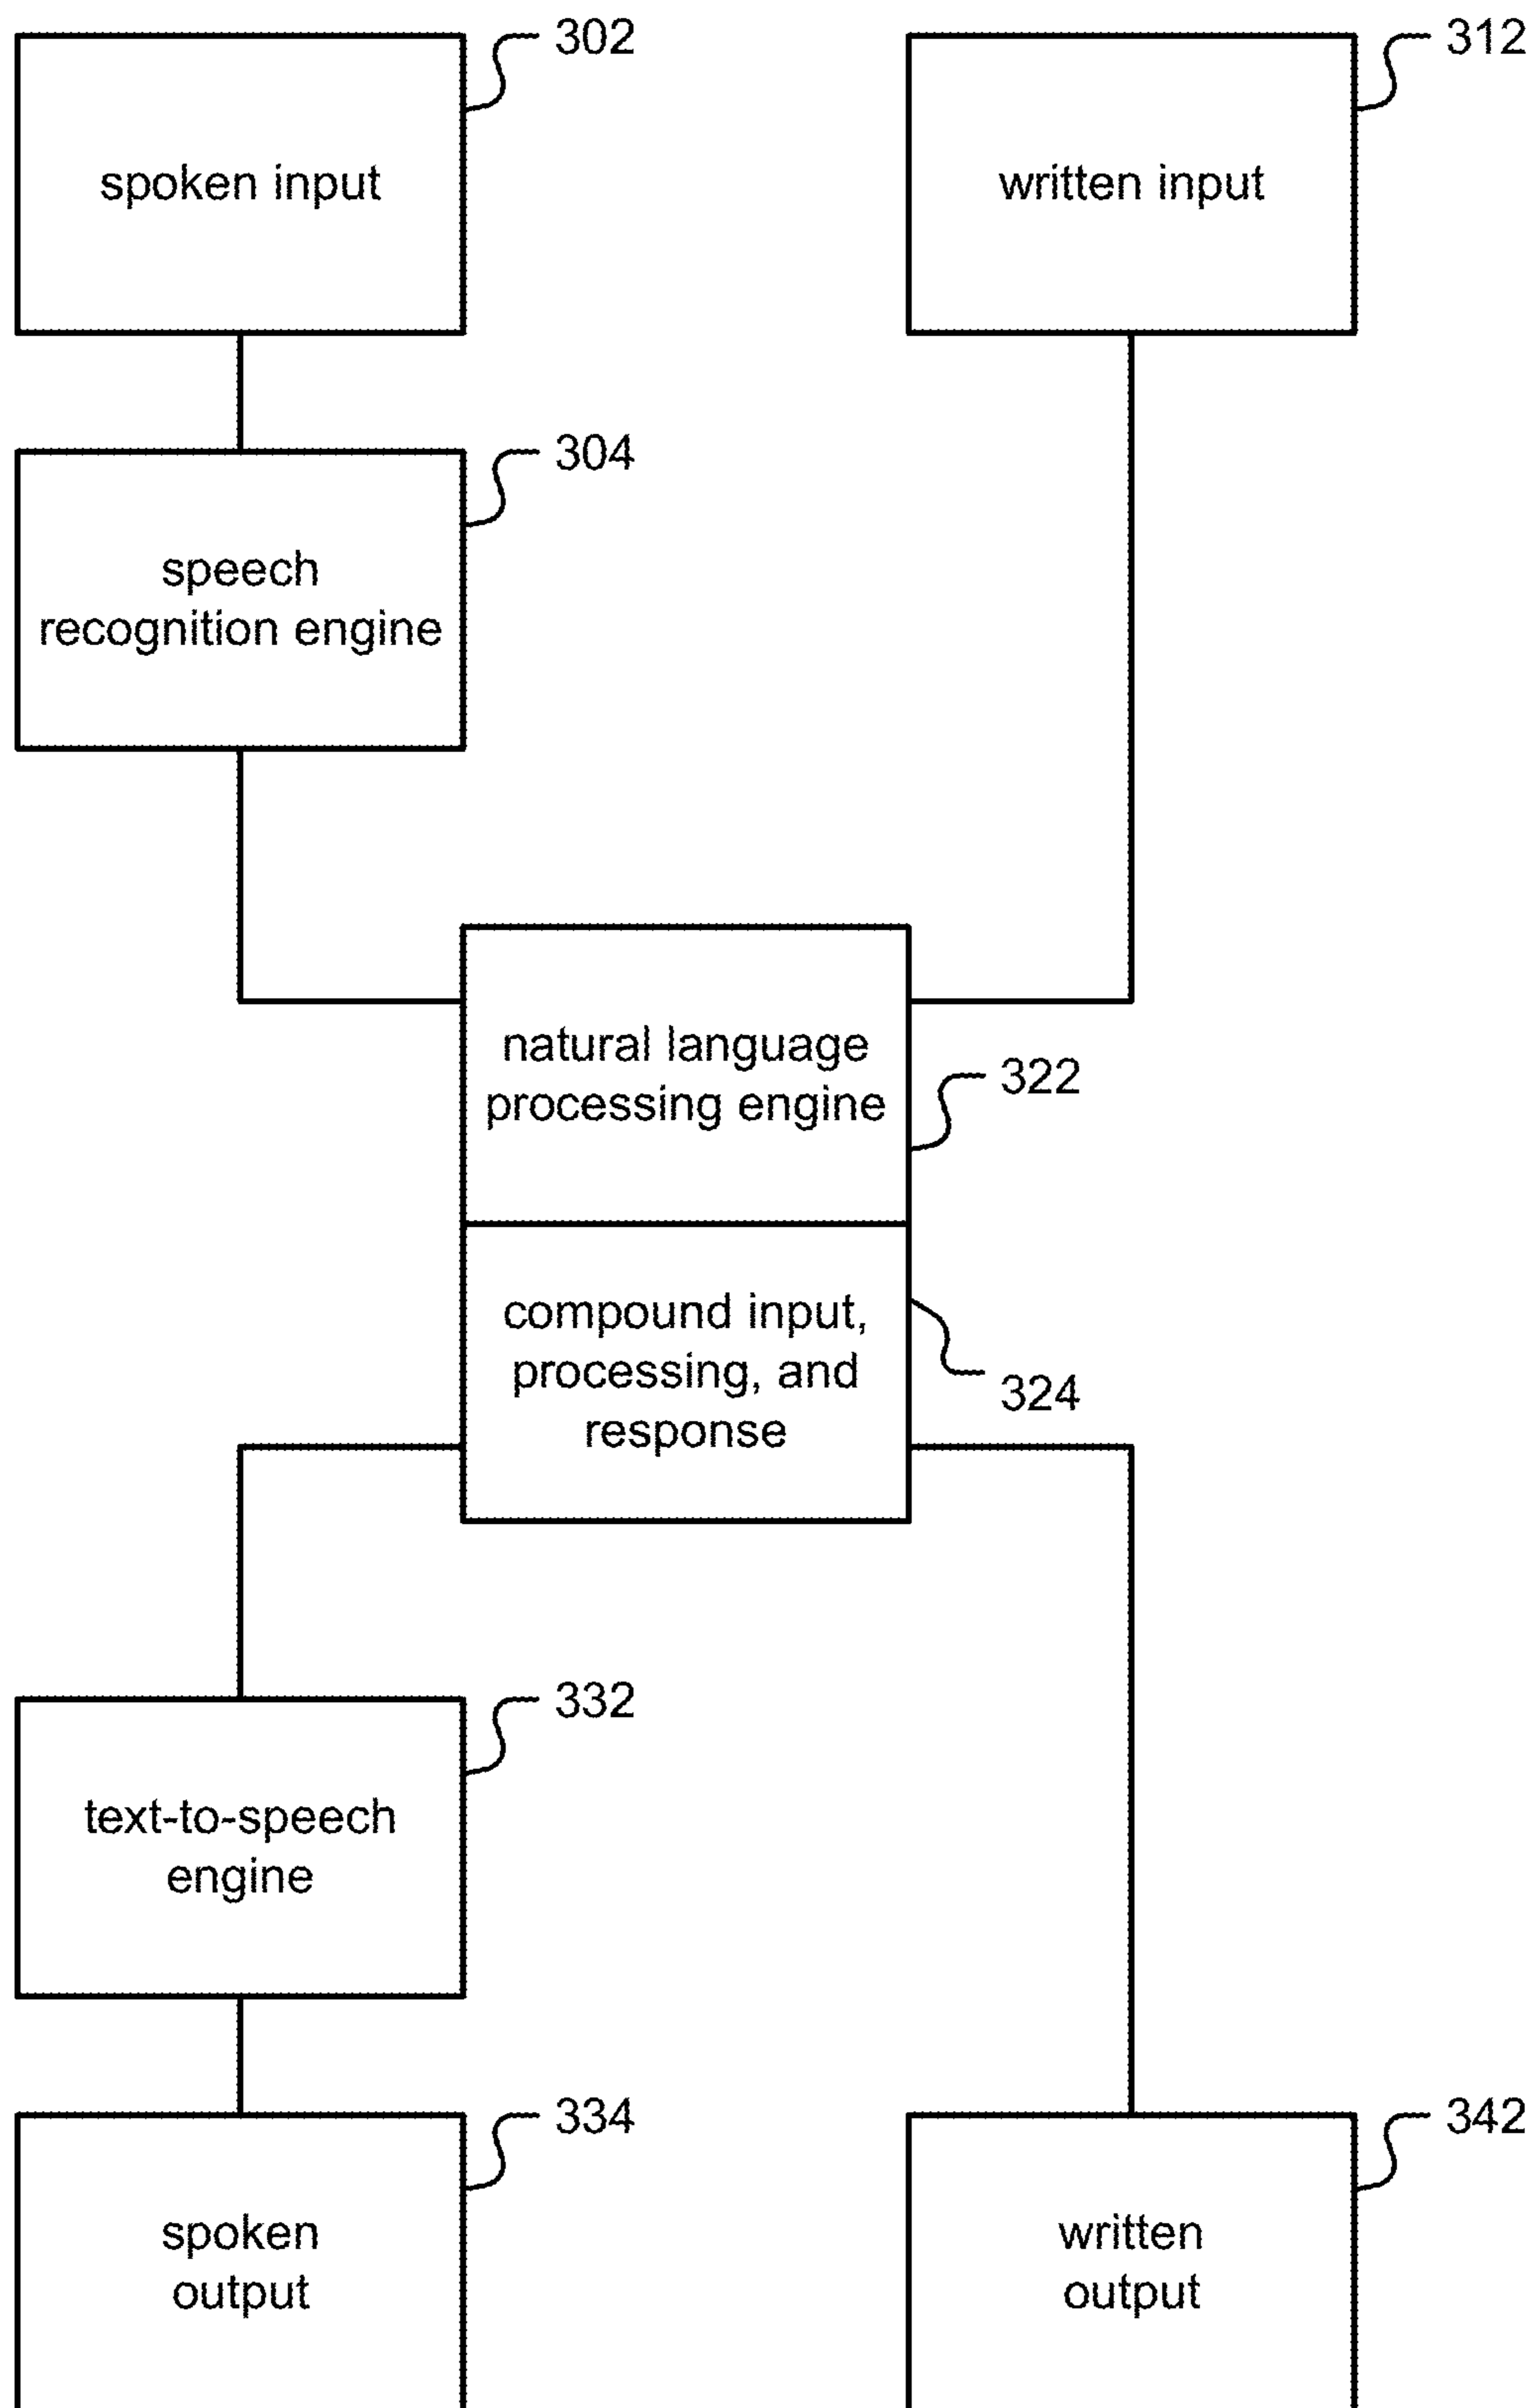 302
312
spoken input
written input
304
speech
recognition engine
natural language
processing engine
322
compound input,
processing, and
response
324
332
text-to-speech
engine
334
342
spoken
output
written
output